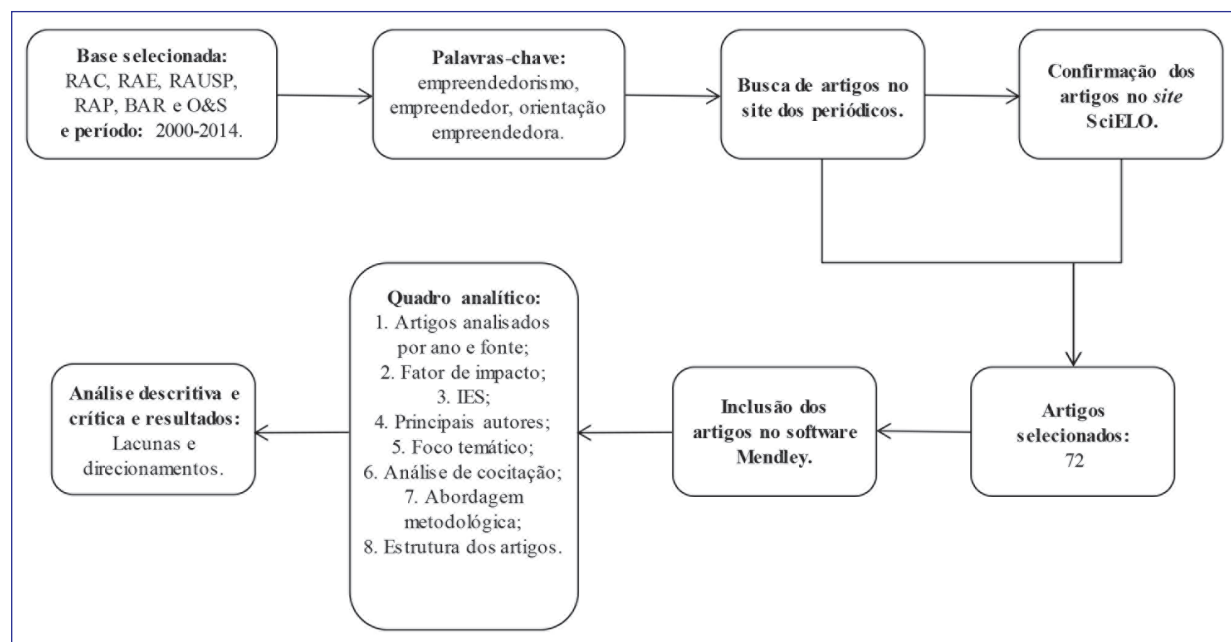 Base selecionada:
RAC, RAE, RAUSP,
RAP, BAR e O&S
e período: 2000-2014.
Palavras-chave:
empreendedorismo,
empreendedor, orientação
empreendedora.
Busca de artigos no
site dos periódicos.
Confirmação dos
artigos no site
SciELO.
Artigos
selecionados:
72
Inclusão dos
artigos no software
Mendley.
Quadro analítico:
1. Artigos analisados
por ano e fonte;
2. Fator de impacto;
3. IES;
4. Principais autores;
5. Foco temático;
6. Análise de cocitação;
7. Abordagem
metodológica;
8. Estrutura dos artigos.
Análise descritiva e
crítica e resultados:
Lacunas e
direcionamentos.